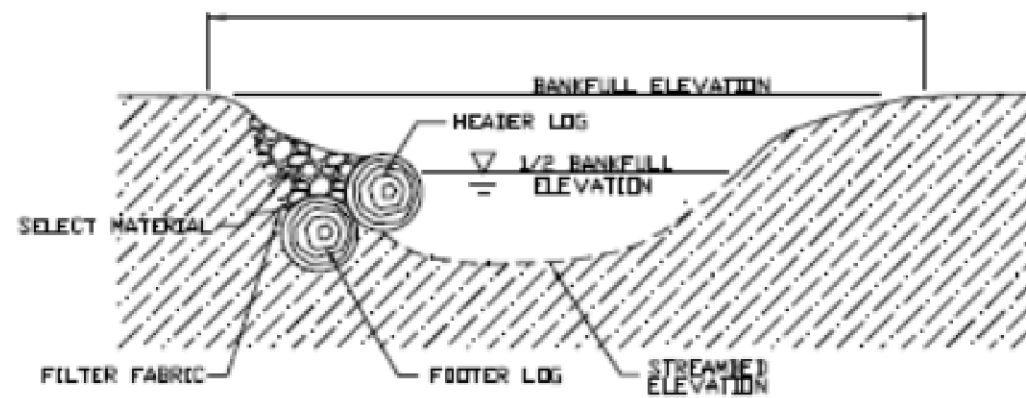 BANKFULL ELEVATION
HEADER LOG
1/2 BANKFULL
ELEVATION
SELECT MATERIAL
FILTER FABRIC
FOOTER LOG
STREAMBED
ELEVATION